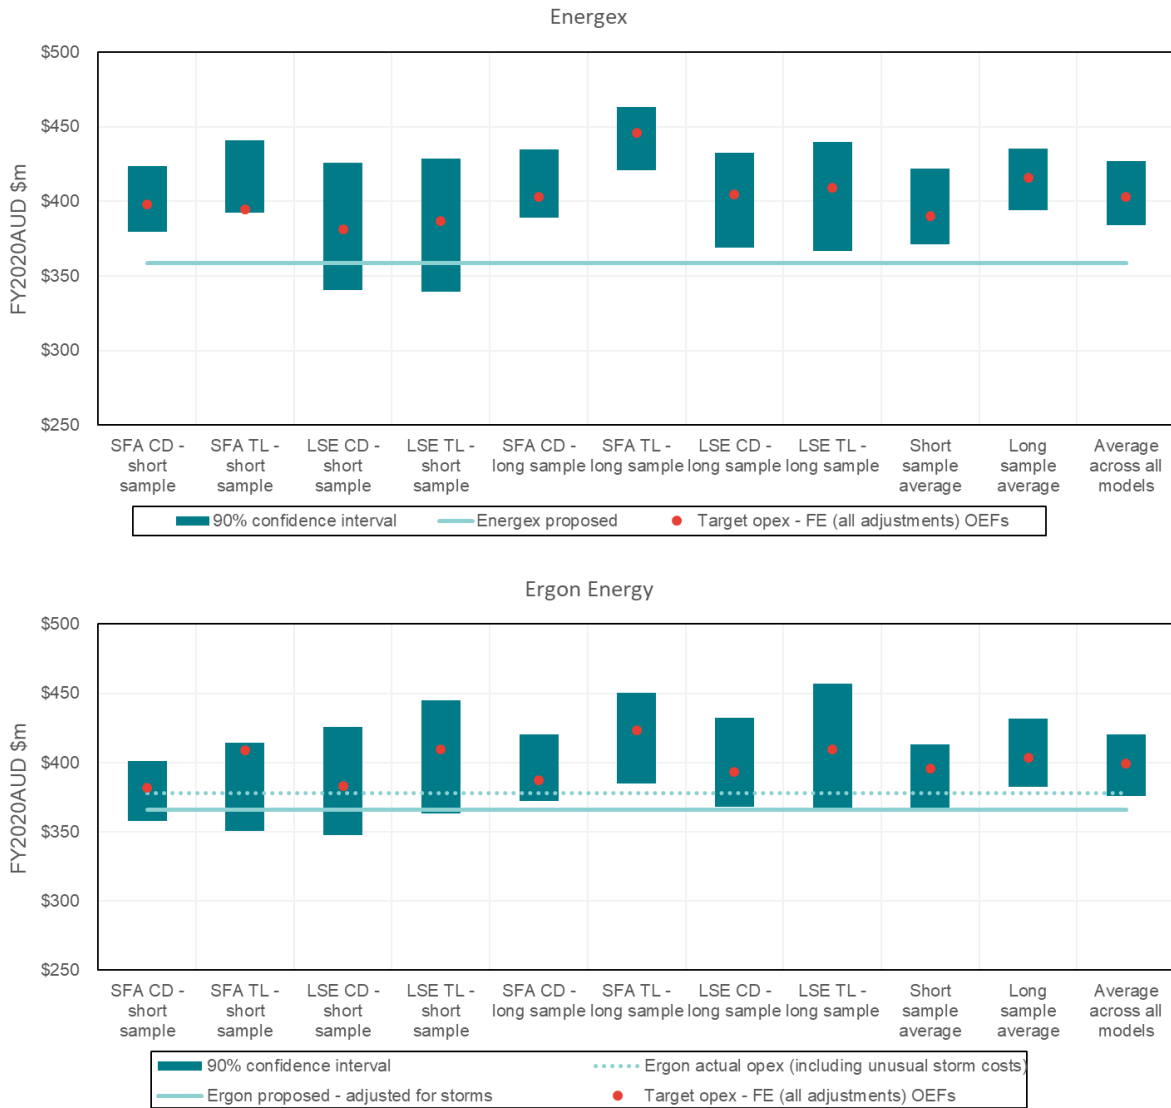 Energex
$500
$450
$400
$350
$300
$250
FY2020AUD $m
SFA CD - short sample
SFA TL - short sample
LSE CD - short sample
LSE TL - short sample
SFA CD - long sample
SFA TL - long sample
LSE CD - long sample
LSE TL - long sample
Short sample average
Long sample average
Average across all models
90% confidence interval
Energex proposed
Target opex - FE (all adjustments) OEFs
Ergon Energy
$500
$450
$400
$350
$300
$250
FY2020AUD $m
SFA CD - short sample
SFA TL - short sample
LSE CD - short sample
LSE TL - short sample
SFA CD - long sample
SFA TL - long sample
LSE CD - long sample
LSE TL - long sample
Short sample average
Long sample average
Average across all models
90% confidence interval
Ergon actual opex (including unusual storm costs)
Ergon proposed - adjusted for storms
Target opex - FE (all adjustments) OEFs